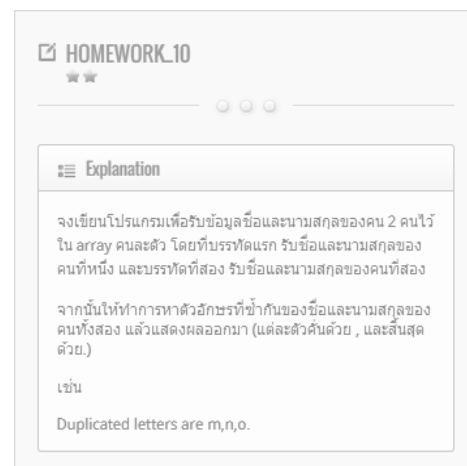 HOMEWORK_10
Explanation
จงเขียนโปรแกรมเพื่อรับข้อมูลชื่อและนามสกุลของคน 2 คนไว้
ใน array คนละตัว โดยที่บรรทัดแรก รับชื่อและนามสกุลของ
คนที่หนึ่ง และบรรทัดที่สอง รับชื่อและนามสกุลของคนที่สอง
จากนั้นให้ทำการหาตัวอักษรที่ซ้ำกันของชื่อและนามสกุลของ
คนทั้งสอง แล้วแสดงผลออกมา (แต่ละตัวคั่นด้วย , และสิ้นสุด
ด้วย.)
เช่น
Duplicated letters are m,n,o.